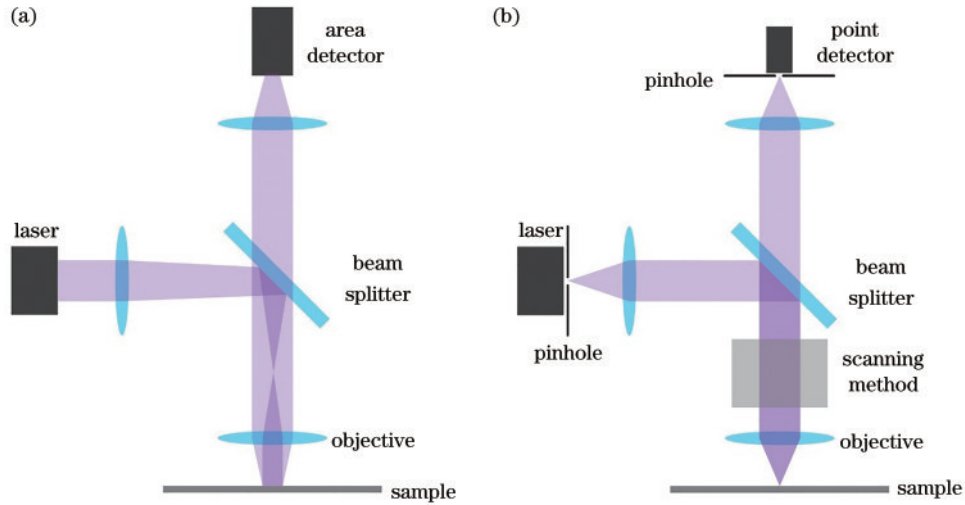 (a)
area
detector
laser
beam
splitter
objective
sample
(b)
point
detector
pinhole
laser
pinhole
beam
splitter
scanning
method
objective
sample